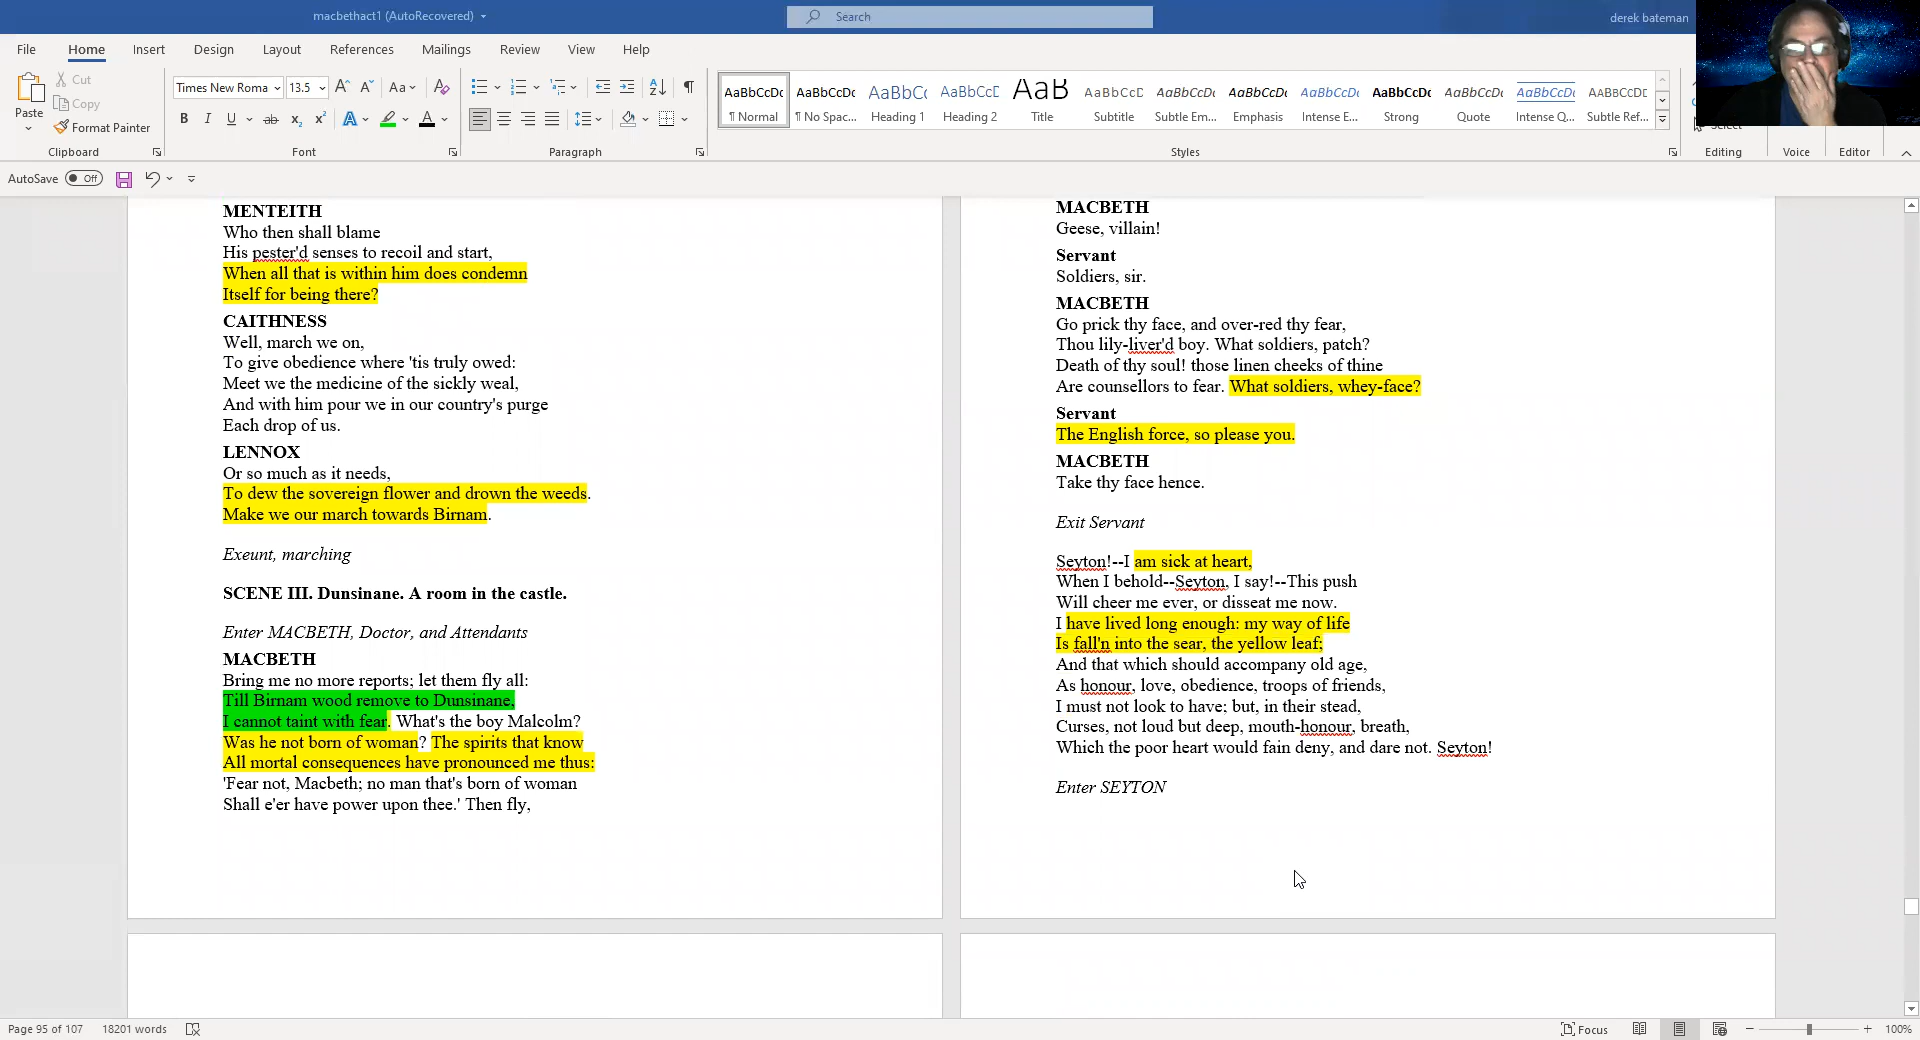 macbethact1 (AutoRecovered)
Search
derek bateman
File Home Insert Design Layout References Mailings Review View Help
Paste
Cut
Copy
Format Painter
Clipboard
Times New Roma 13.5
Aa
B I U ab x₂ x²
A A
Font
Paragraph
AaBbCcDc AaBbCcDc AaBbCc AaBbCcD AaB AaBbCcD AaBbCcDc AaBbCcDc AaBbCcDc AaBbCcDc AaBbCcDc AaBbCcDc AaBbCcDc
¶ Normal ¶ No Spac... Heading 1 Heading 2 Title Subtitle Subtle Em... Emphasis Intense E... Strong Quote Intense Q... Subtle Ref...
Styles
Select
Editing
Voice
Editor
AutoSave Off
MENTEITH
Who then shall blame
His pester'd senses to recoil and start,
When all that is within him does condemn
Itself for being there?
CAITHNESS
Well, march we on,
To give obedience where 'tis truly owed:
Meet we the medicine of the sickly weal,
And with him pour we in our country's purge
Each drop of us.
LENNOX
Or so much as it needs,
To dew the sovereign flower and drown the weeds.
Make we our march towards Birnam.
Exeunt, marching
SCENE III. Dunsinane. A room in the castle.
Enter MACBETH, Doctor, and Attendants
MACBETH
Bring me no more reports; let them fly all:
Till Birnam wood remove to Dunsinane,
I cannot taint with fear. What's the boy Malcolm?
Was he not born of woman? The spirits that know
All mortal consequences have pronounced me thus:
'Fear not, Macbeth; no man that's born of woman
Shall e'er have power upon thee.' Then fly,
MACBETH
Geese, villain!
Servant
Soldiers, sir.
MACBETH
Go prick thy face, and over-red thy fear,
Thou lily-liver'd boy. What soldiers, patch?
Death of thy soul! those linen cheeks of thine
Are counsellors to fear. What soldiers, whey-face?
Servant
The English force, so please you.
MACBETH
Take thy face hence.
Exit Servant
Seyton!--I am sick at heart,
When I behold--Seyton, I say!--This push
Will cheer me ever, or disseat me now.
I have lived long enough: my way of life
Is fall'n into the sear, the yellow leaf;
And that which should accompany old age,
As honour, love, obedience, troops of friends,
I must not look to have; but, in their stead,
Curses, not loud but deep, mouth-honour, breath,
Which the poor heart would fain deny, and dare not. Seyton!
Enter SEYTON
Page 95 of 107 18201 words
Focus
100%